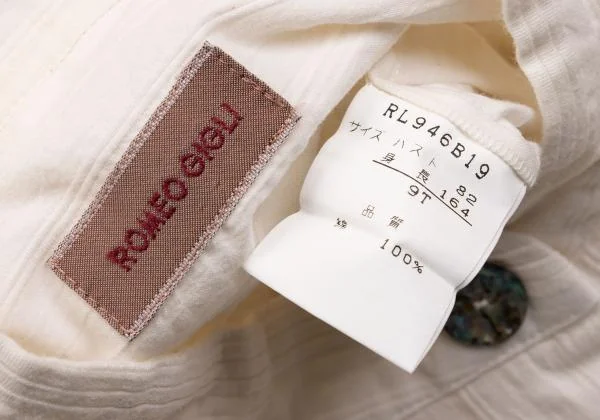 ROMEO GIGLI
RL946B19
サイズ バスト 82
身長 164
9T
品質
綿 100%